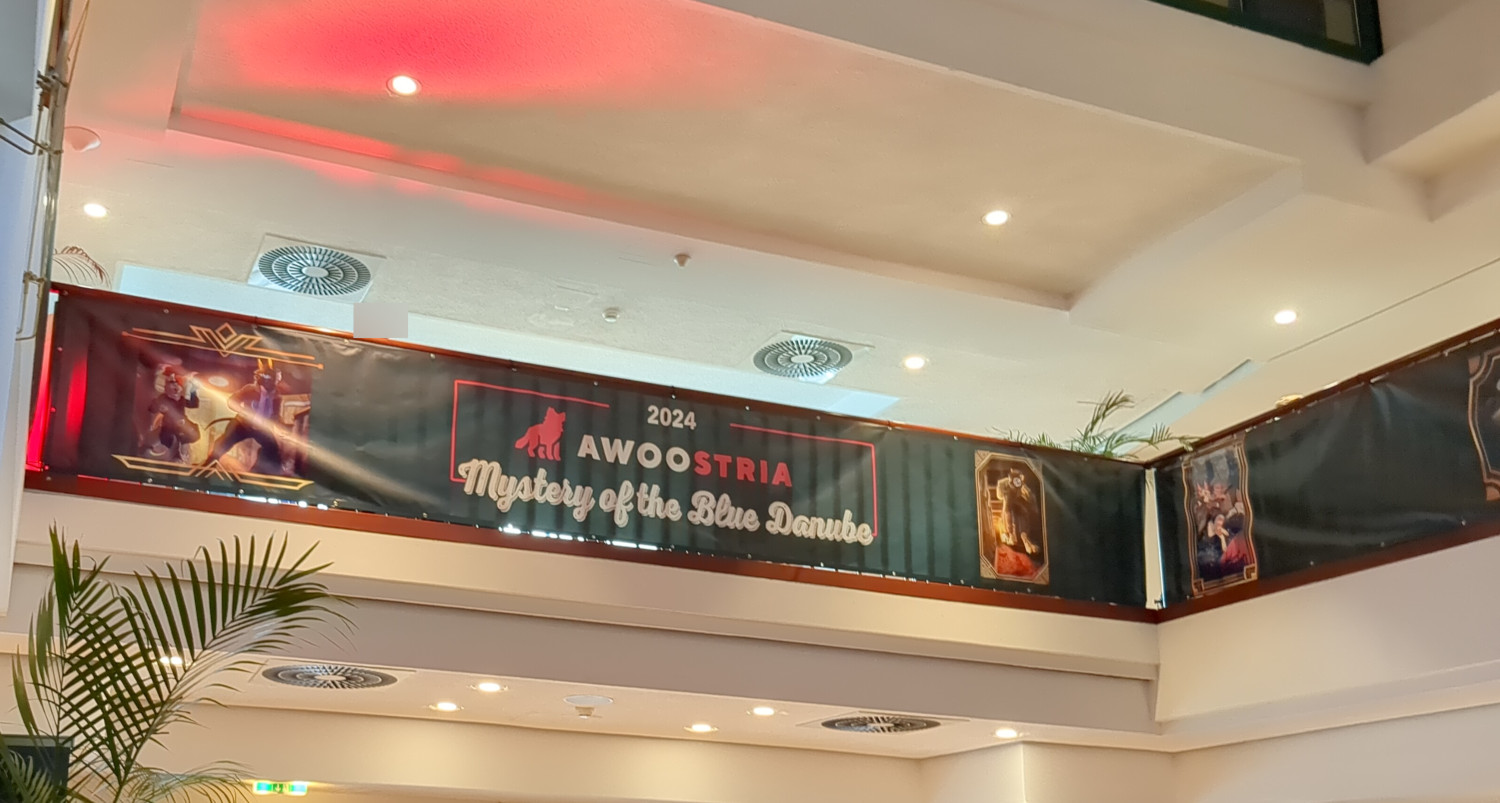 2024
AWOOSTRIA
Mystery of the Blue Danube